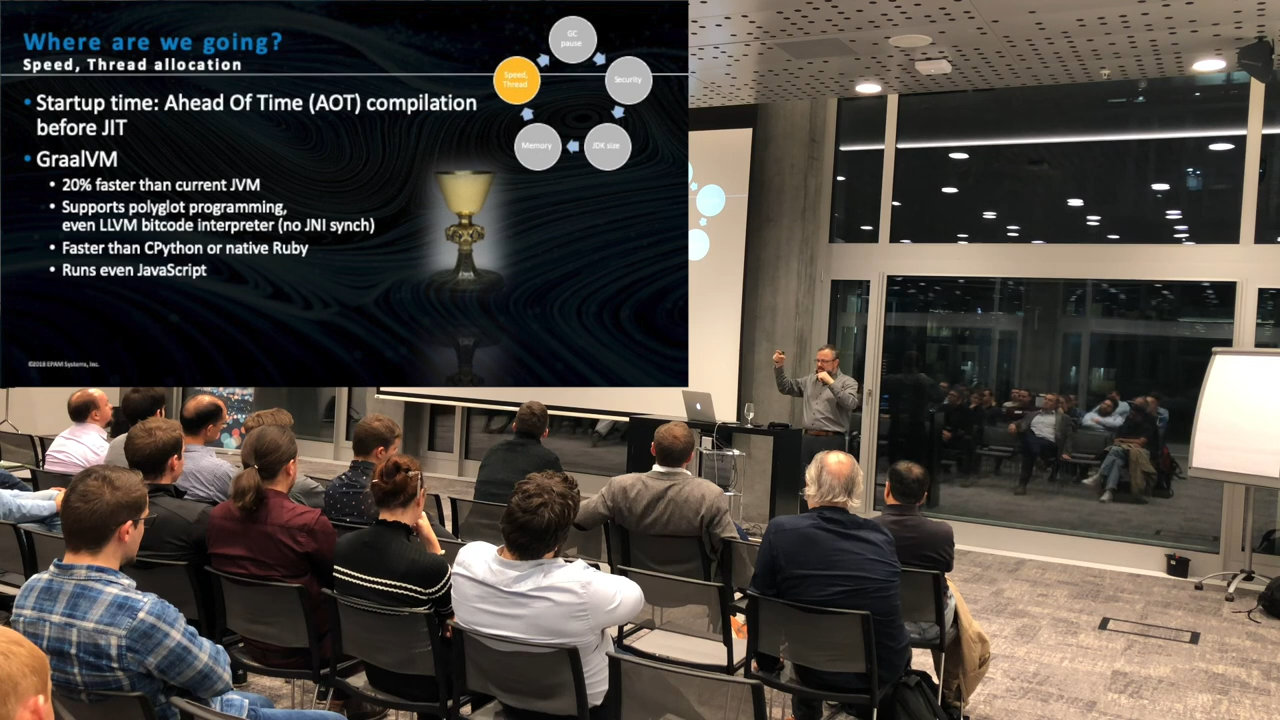 Where are we going?
Speed, Thread allocation
• Startup time: Ahead Of Time (AOT) compilation
before JIT
• GraalVM
• 20% faster than current JVM
• Supports polyglot programming,
even LLVM bitcode interpreter (no JNI synch)
• Faster than CPython or native Ruby
• Runs even JavaScript
GC
pause
Security
JDK size
Memory
Speed,
Thread
©2018 EPAM Systems, Inc.